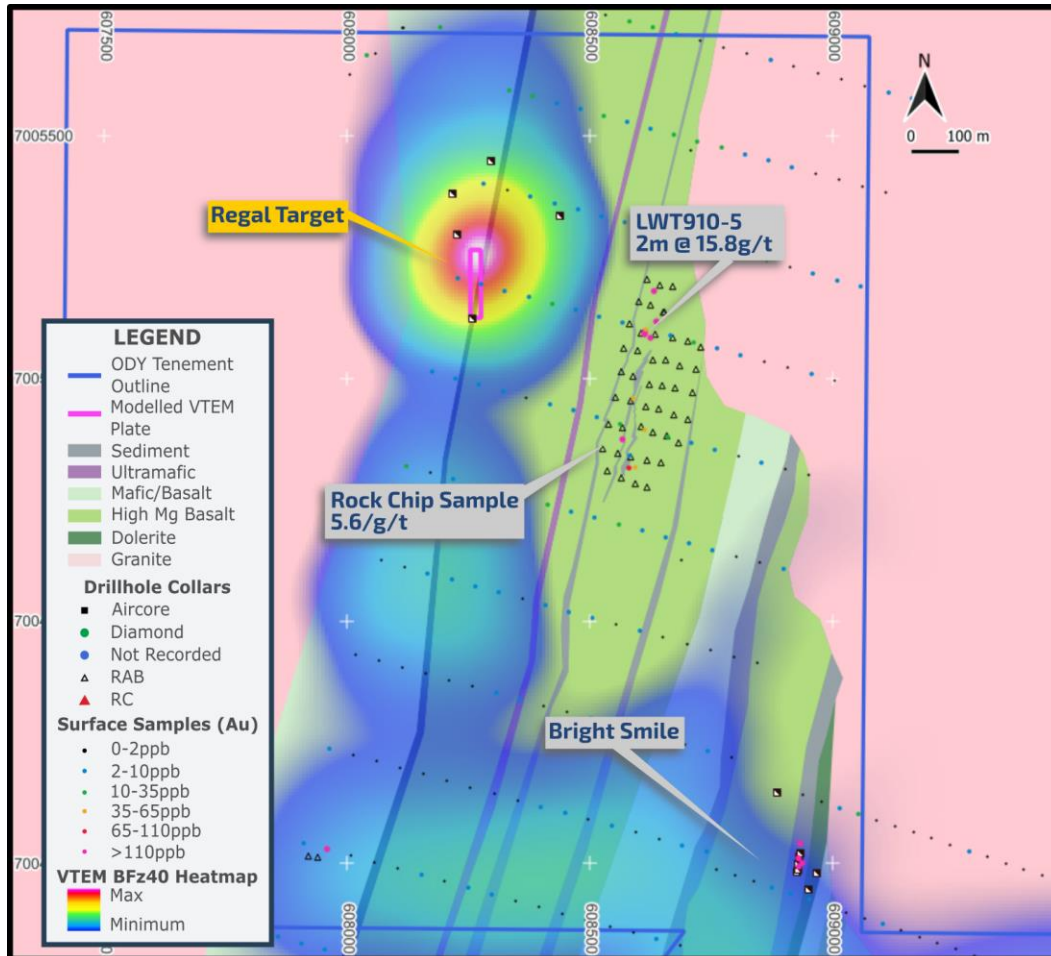 607500
608000
608500
609000
N
0 100 m
7005500
Regal Target
LWT910-5
2m @ 15.8g/t
7005
Rock Chip Sample
5.6/g/t
7004
Bright Smile
7004
608000
608500
609000
LEGEND
ODY Tenement
Outline
Modelled VTEM
Plate
Sediment
Ultramafic
Mafic/Basalt
High Mg Basalt
Dolerite
Granite
Drillhole Collars
Aircore
Diamond
Not Recorded
RAB
RC
Surface Samples (Au)
0-2ppb
2-10ppb
10-35ppb
35-65ppb
65-110ppb
>110ppb
VTEM BFz40 Heatmap
Max
Minimum